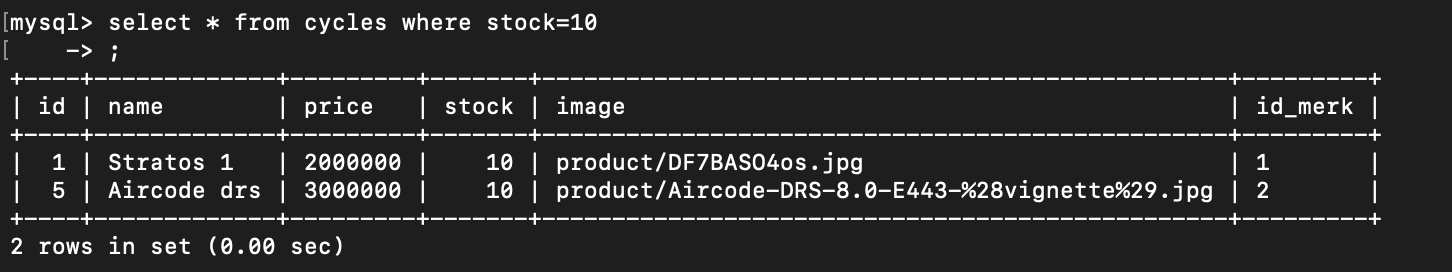 [mysql> select * from cycles where stock=10
[    -> ;
+----+-------------+---------+-------+-------------------------------------------------+---------+
| id | name        | price   | stock | image                                           | id_merk |
+----+-------------+---------+-------+-------------------------------------------------+---------+
|  1 | Stratos 1   | 2000000 |    10 | product/DF7BASO4os.jpg                          | 1       |
|  5 | Aircode drs | 3000000 |    10 | product/Aircode-DRS-8.0-E443-%28vignette%29.jpg | 2       |
+----+-------------+---------+-------+-------------------------------------------------+---------+
2 rows in set (0.00 sec)